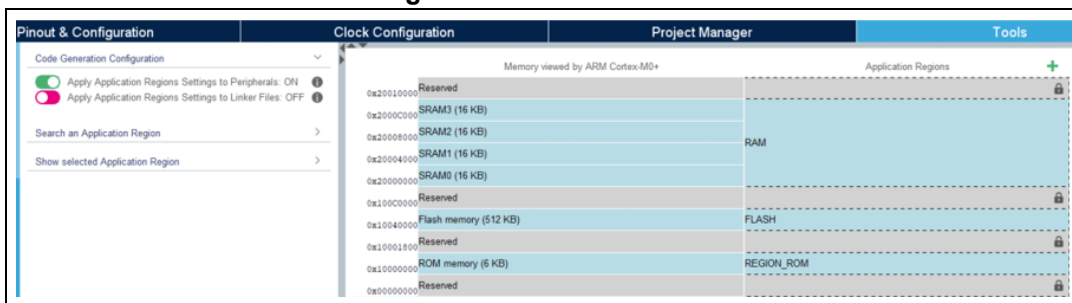 Pinout & Configuration Clock Configuration Project Manager Tools
Code Generation Configuration
Apply Application Regions Settings to Peripherals: ON
Apply Application Regions Settings to Linker Files: OFF
Search an Application Region
Show selected Application Region
Memory viewed by ARM Cortex-M0+ Application Regions
0x20010000 Reserved
0x2000C000 SRAM3 (16 KB)
0x20008000 SRAM2 (16 KB)
RAM
0x20004000 SRAM1 (16 KB)
0x20000000 SRAM0 (16 KB)
0x100C0000 Reserved
0x10040000 Flash memory (512 KB) FLASH
0x10001800 Reserved
0x10000000 ROM memory (6 KB) REGION_ROM
0x00000000 Reserved